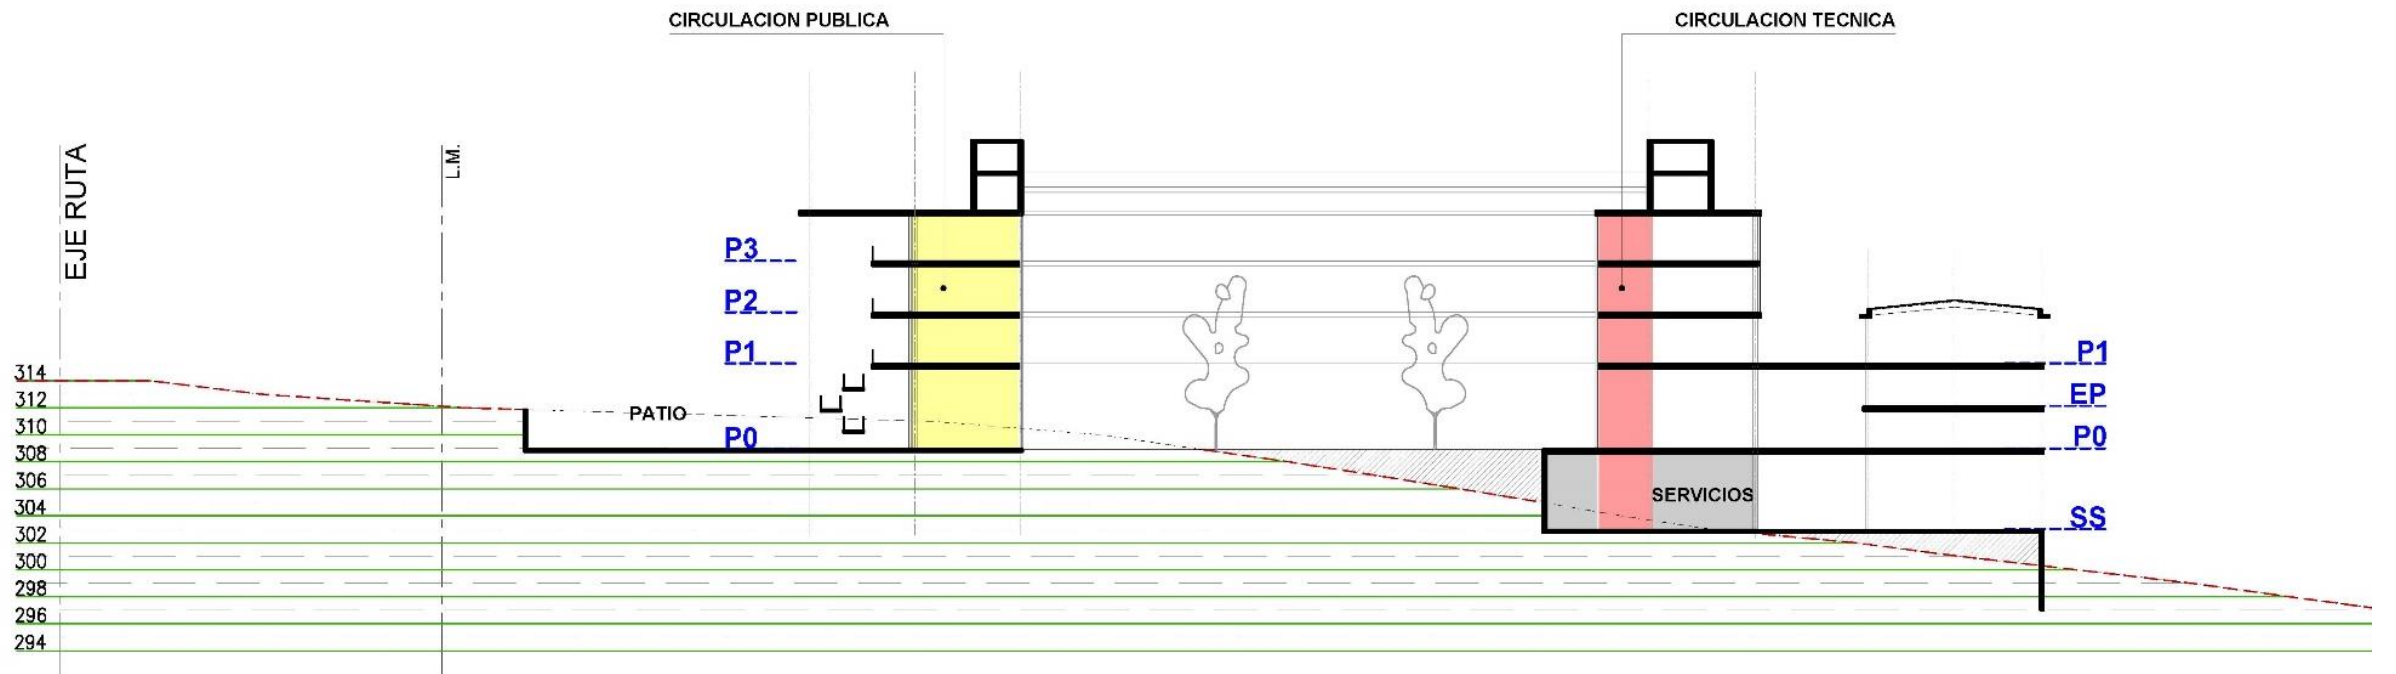 CIRCULACION PUBLICA
CIRCULACION TECNICA
EJE RUTA
L.M.
P3
P2
P1
P0
PATIO
P1
EP
P0
SS
SERVICIOS
314
312
310
308
306
304
302
300
298
296
294